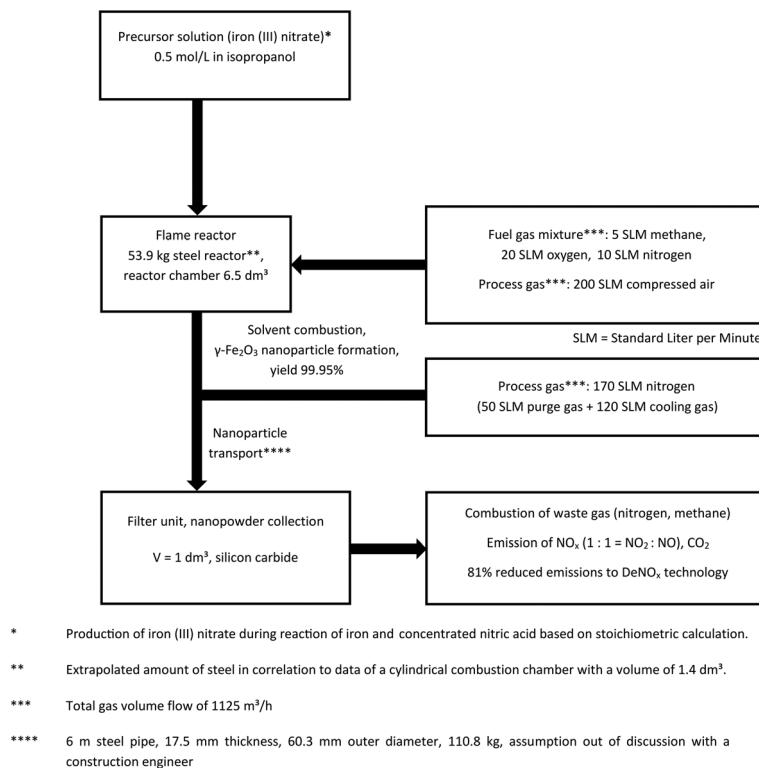 Precursor solution (iron (III) nitrate)*
0.5 mol/L in isopropanol
Flame reactor
53.9 kg steel reactor**,
reactor chamber 6.5 dm³
Fuel gas mixture***: 5 SLM methane,
20 SLM oxygen, 10 SLM nitrogen
Process gas***: 200 SLM compressed air
SLM = Standard Liter per Minute
Solvent combustion,
γ-Fe₂O₃ nanoparticle formation,
yield 99.95%
Process gas***: 170 SLM nitrogen
(50 SLM purge gas + 120 SLM cooling gas)
Nanoparticle
transport****
Filter unit, nanopowder collection
V = 1 dm³, silicon carbide
Combustion of waste gas (nitrogen, methane)
Emission of NOₓ (1 : 1 = NO₂ : NO), CO₂
81% reduced emissions to DeNOₓ technology
* Production of iron (III) nitrate during reaction of iron and concentrated nitric acid based on stoichiometric calculation.
** Extrapolated amount of steel in correlation to data of a cylindrical combustion chamber with a volume of 1.4 dm³.
*** Total gas volume flow of 1125 m³/h
**** 6 m steel pipe, 17.5 mm thickness, 60.3 mm outer diameter, 110.8 kg, assumption out of discussion with a
construction engineer